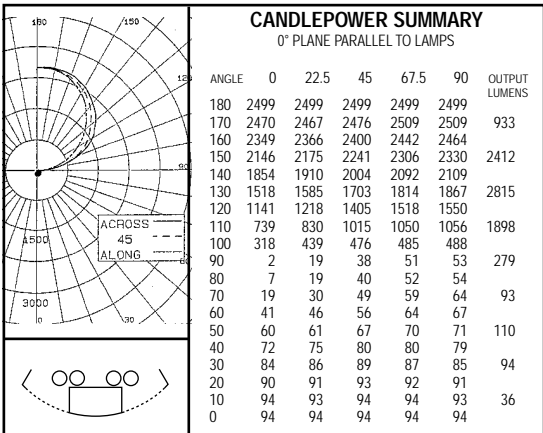 180
150
12
90
6
ACROSS
45
ALONG
1500
3000
0
30
CANDLEPOWER SUMMARY
0° PLANE PARALLEL TO LAMPS
ANGLE 0 22.5 45 67.5 90 OUTPUT LUMENS
180 2499 2499 2499 2499 2499
170 2470 2467 2476 2509 2509 933
160 2349 2366 2400 2442 2464
150 2146 2175 2241 2306 2330 2412
140 1854 1910 2004 2092 2109
130 1518 1585 1703 1814 1867 2815
120 1141 1218 1405 1518 1550
110 739 830 1015 1050 1056 1898
100 318 439 476 485 488
90 2 19 38 51 53 279
80 7 19 40 52 54
70 19 30 49 59 64 93
60 41 46 56 64 67
50 60 61 67 70 71 110
40 72 75 80 80 79
30 84 86 89 87 85 94
20 90 91 93 92 91
10 94 93 94 94 93 36
0 94 94 94 94 94